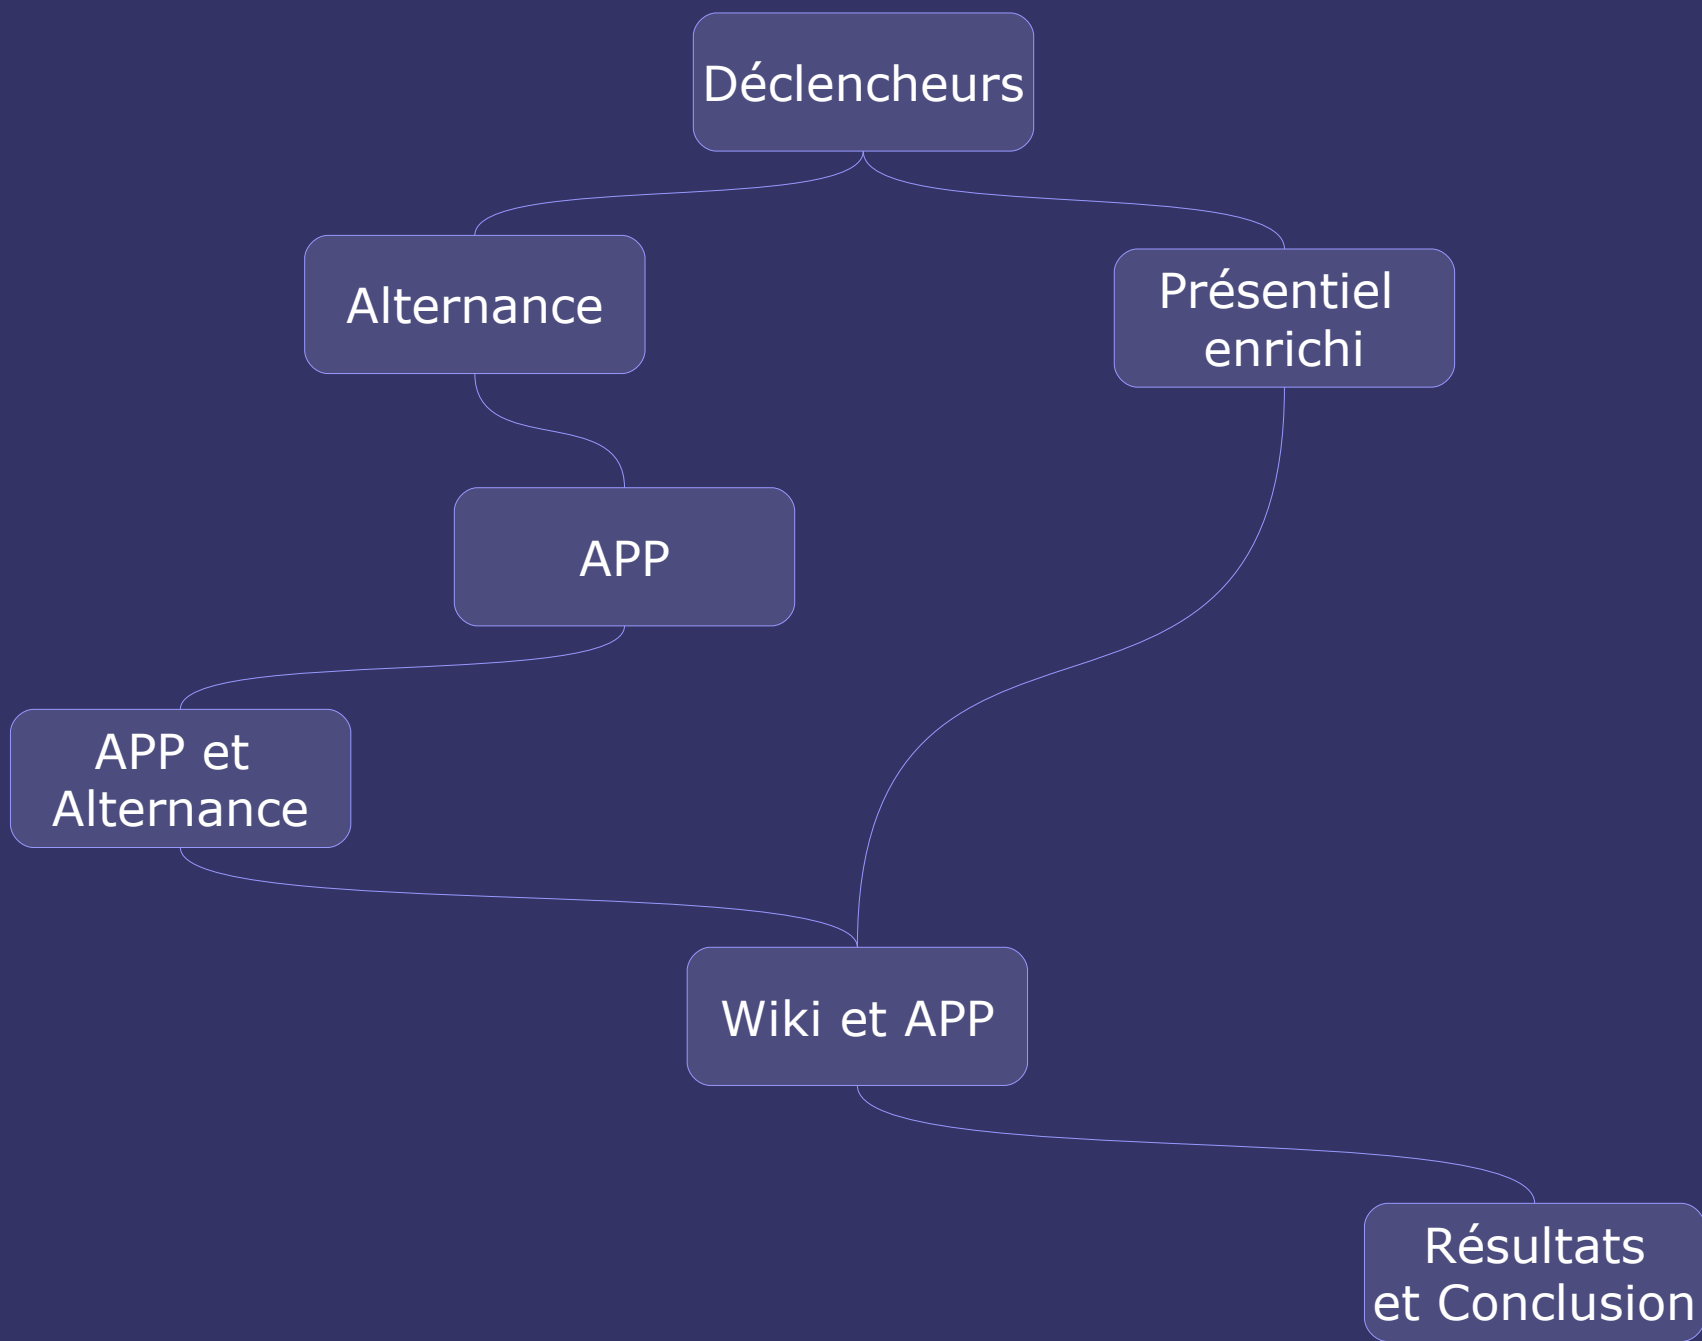 Déclencheurs
Alternance
Présentiel
enrichi
APP
APP et
Alternance
Wiki et APP
Résultats
et Conclusion